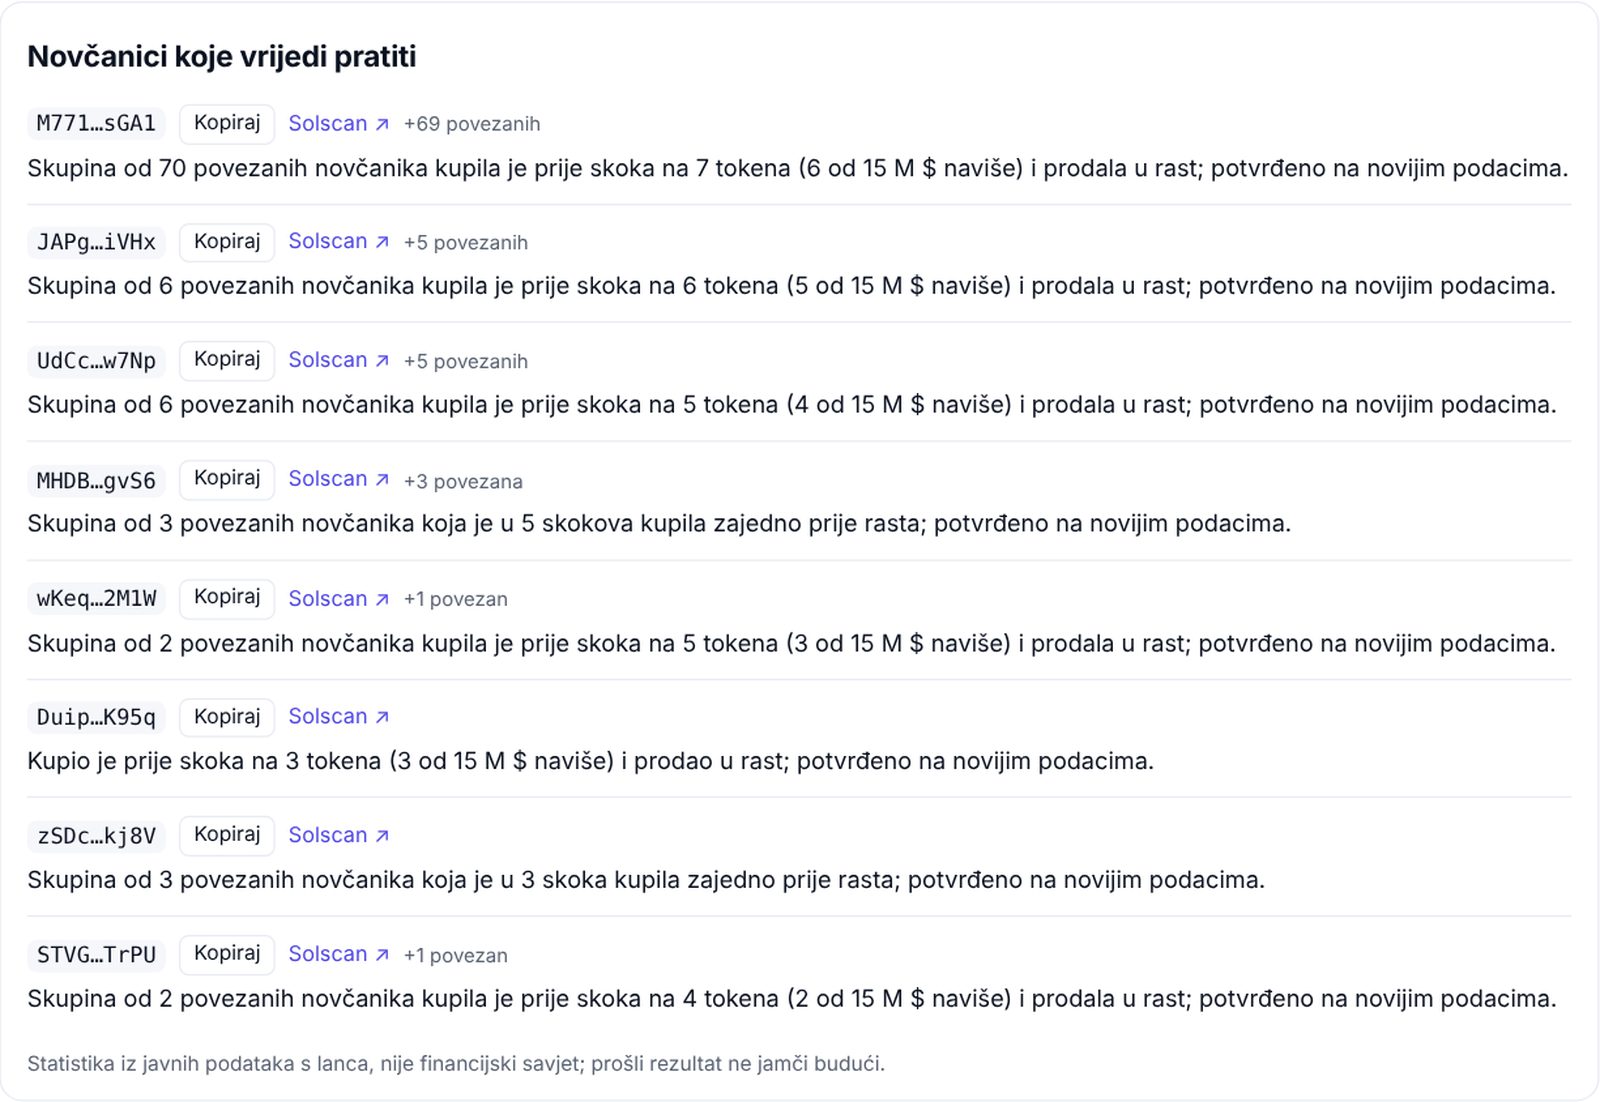 Novčanici koje vrijedi pratiti
M771…sGA1 Kopiraj Solscan ↗ +69 povezanih
Skupina od 70 povezanih novčanika kupila je prije skoka na 7 tokena (6 od 15 M $ naviše) i prodala u rast; potvrđeno na novijim podacima.
JAPg…iVHx Kopiraj Solscan ↗ +5 povezanih
Skupina od 6 povezanih novčanika kupila je prije skoka na 6 tokena (5 od 15 M $ naviše) i prodala u rast; potvrđeno na novijim podacima.
UdCc…w7Np Kopiraj Solscan ↗ +5 povezanih
Skupina od 6 povezanih novčanika kupila je prije skoka na 5 tokena (4 od 15 M $ naviše) i prodala u rast; potvrđeno na novijim podacima.
MHDB…gvS6 Kopiraj Solscan ↗ +3 povezana
Skupina od 3 povezanih novčanika koja je u 5 skokova kupila zajedno prije rasta; potvrđeno na novijim podacima.
wKeq…2M1W Kopiraj Solscan ↗ +1 povezan
Skupina od 2 povezanih novčanika kupila je prije skoka na 5 tokena (3 od 15 M $ naviše) i prodala u rast; potvrđeno na novijim podacima.
Duip…K95q Kopiraj Solscan ↗
Kupio je prije skoka na 3 tokena (3 od 15 M $ naviše) i prodao u rast; potvrđeno na novijim podacima.
zSDc…kj8V Kopiraj Solscan ↗
Skupina od 3 povezanih novčanika koja je u 3 skoka kupila zajedno prije rasta; potvrđeno na novijim podacima.
STVG…TrPU Kopiraj Solscan ↗ +1 povezan
Skupina od 2 povezanih novčanika kupila je prije skoka na 4 tokena (2 od 15 M $ naviše) i prodala u rast; potvrđeno na novijim podacima.
Statistika iz javnih podataka s lanca, nije financijski savjet; prošli rezultat ne jamči budući.